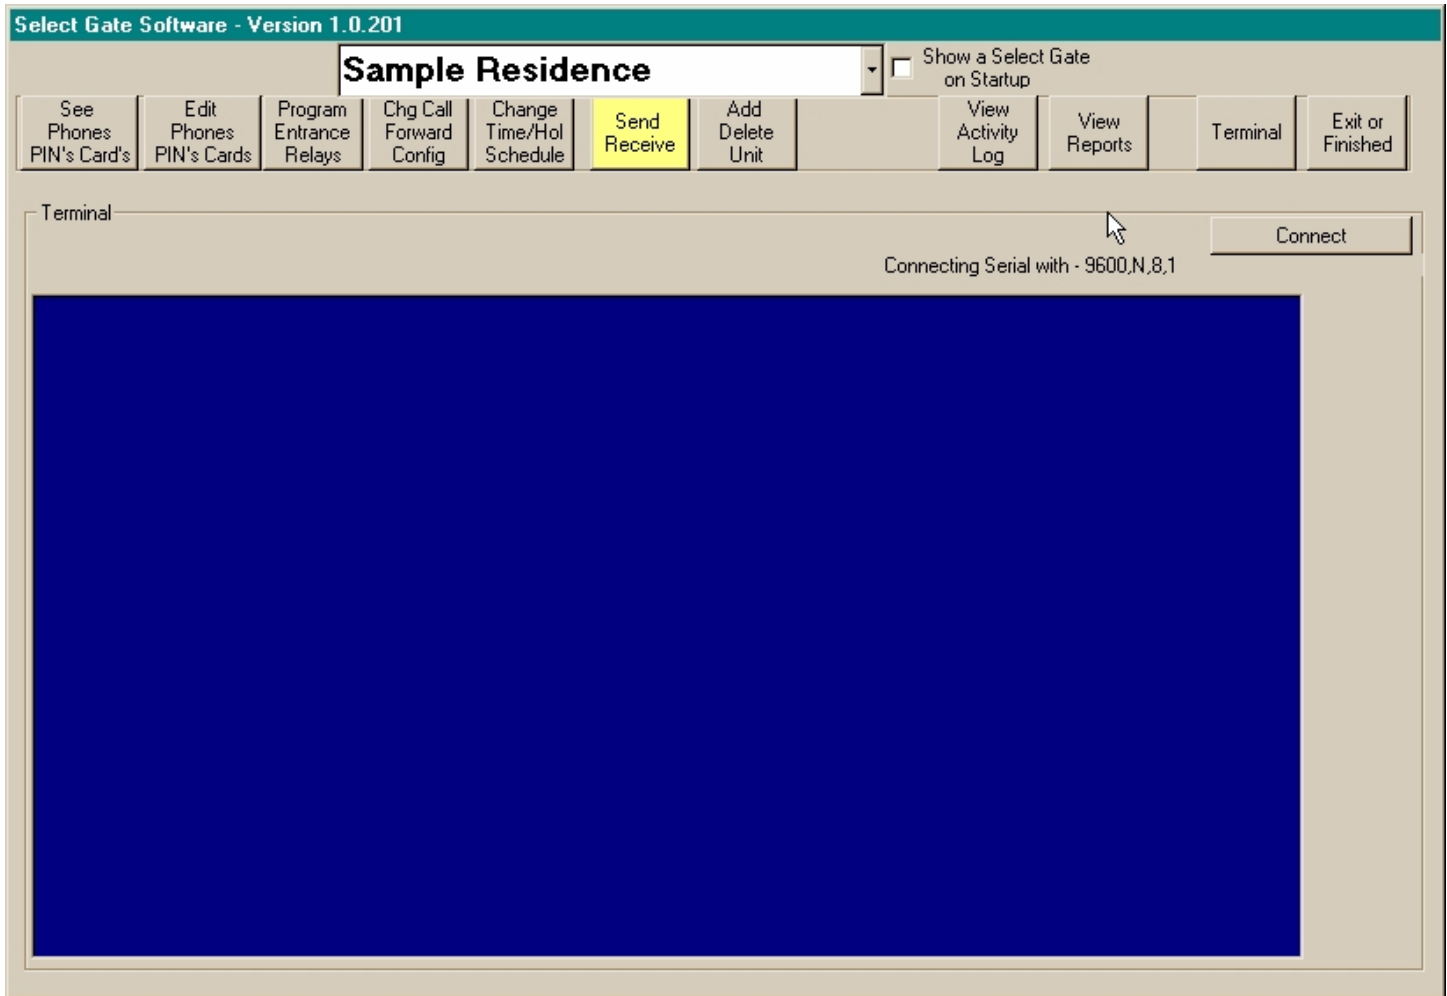 Select Gate Software - Version 1.0.201
Sample Residence
Show a Select Gate
on Startup
See
Phones
PIN's Card's
Edit
Phones
PIN's Cards
Program
Entrance
Relays
Chg Call
Forward
Config
Change
Time/Hol
Schedule
Send
Receive
Add
Delete
Unit
View
Activity
Log
View
Reports
Terminal
Exit or
Finished
Terminal
Connect
Connecting Serial with - 9600,N,8,1